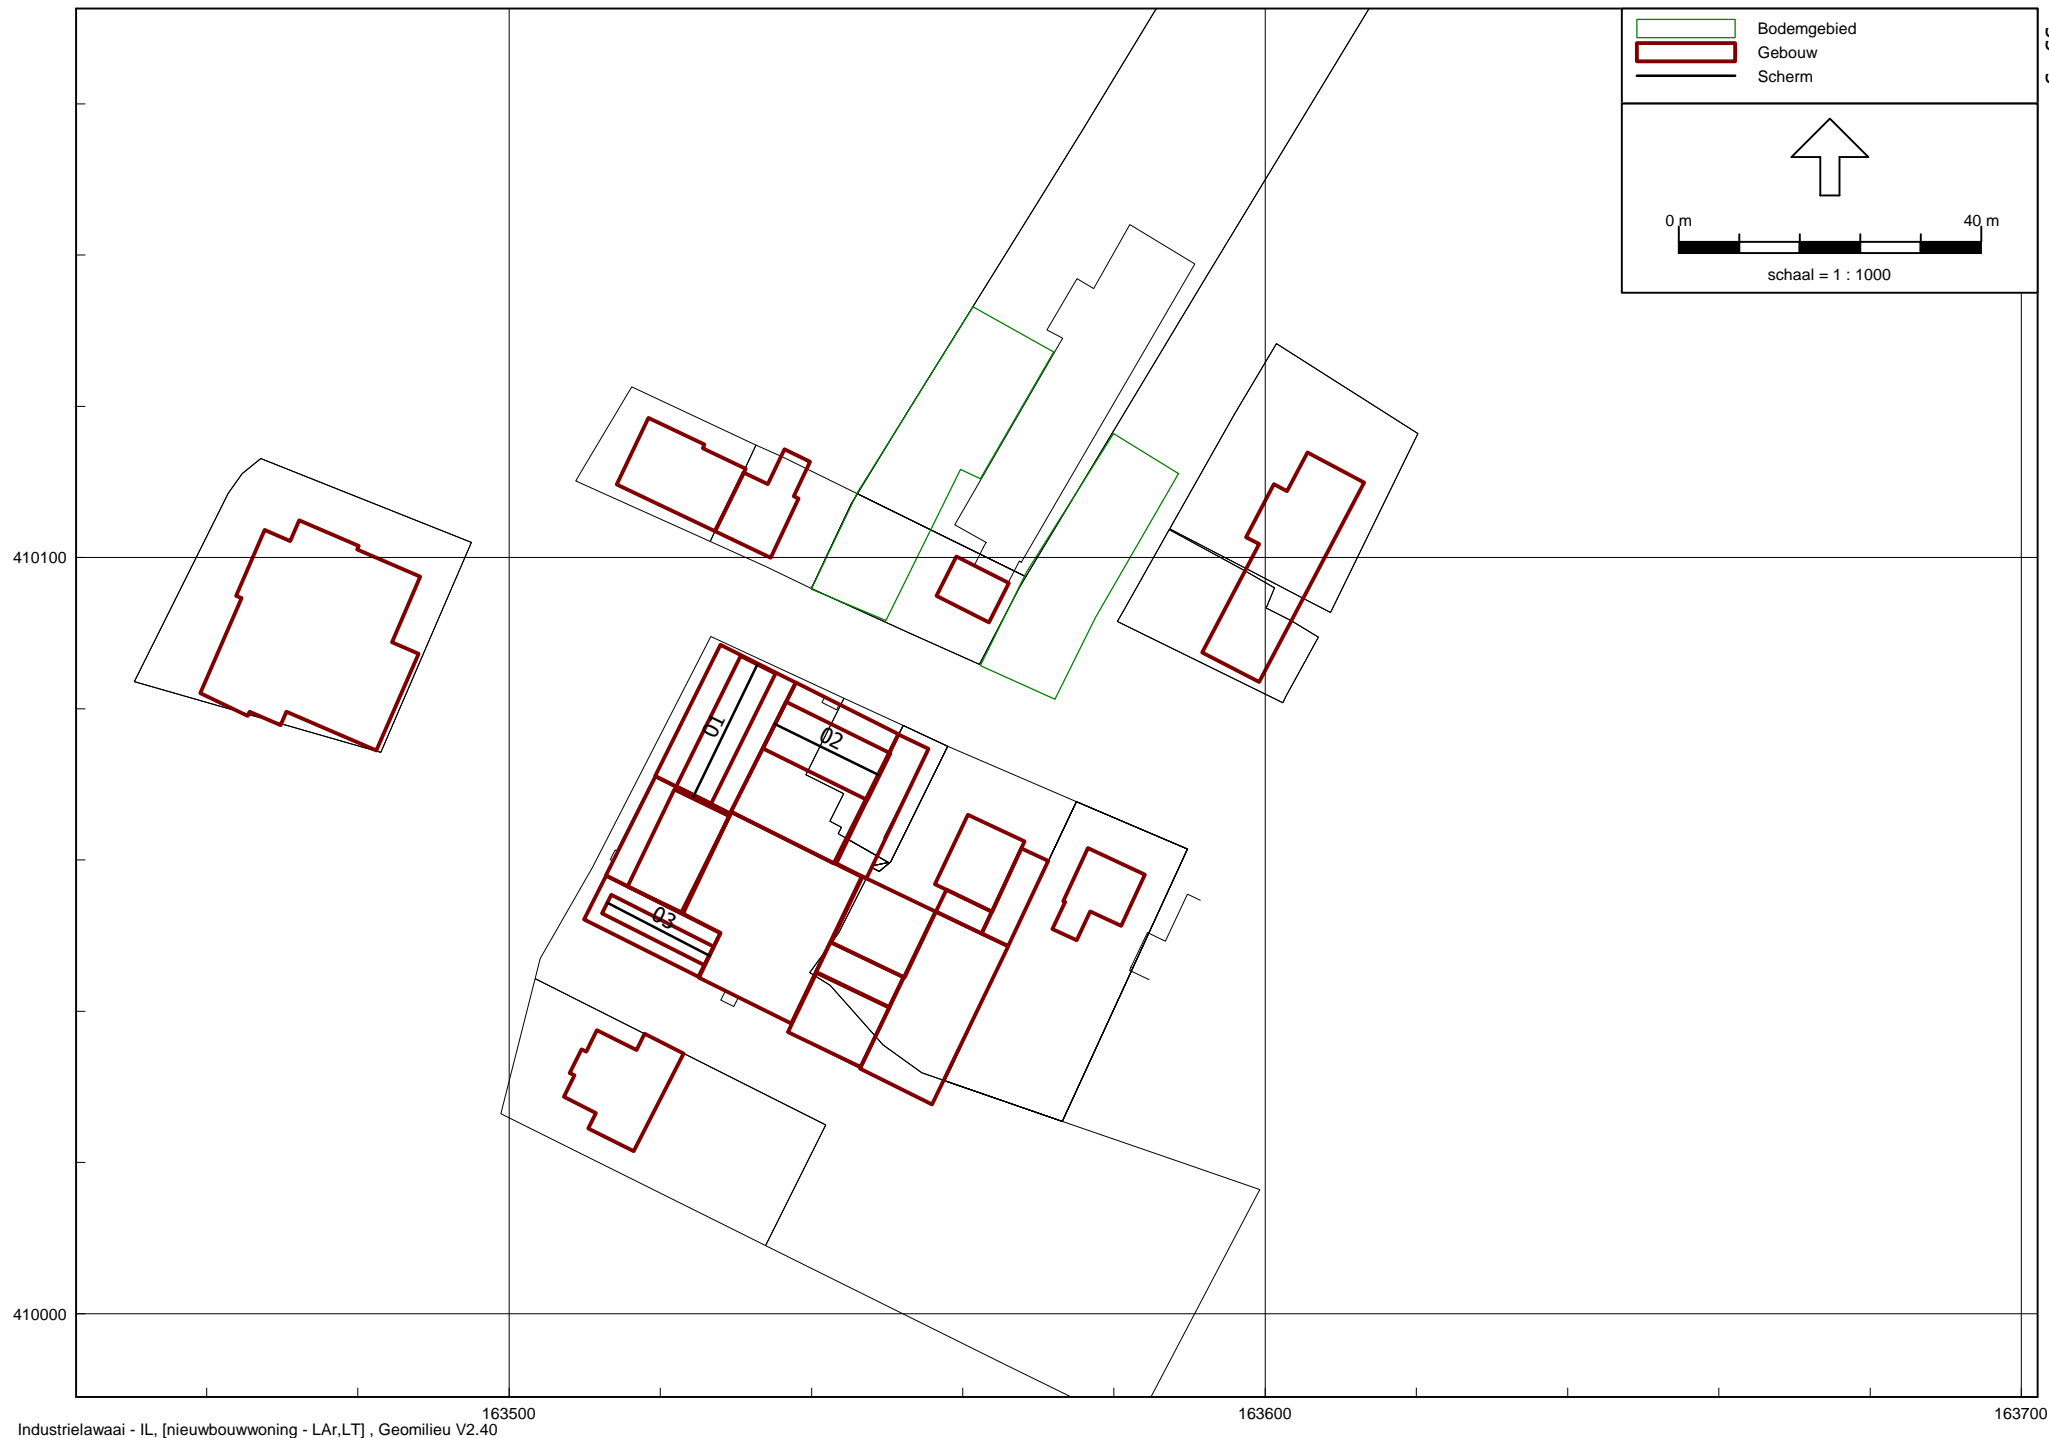 Bodemgebied
Gebouw
Scherm
0 m 40 m
schaal = 1 : 1000
01
02
03
410100
410000
163500 163600 163700
Industrielawaai - IL, [nieuwbouwwoning - LAr,LT] , Geomilieu V2.40